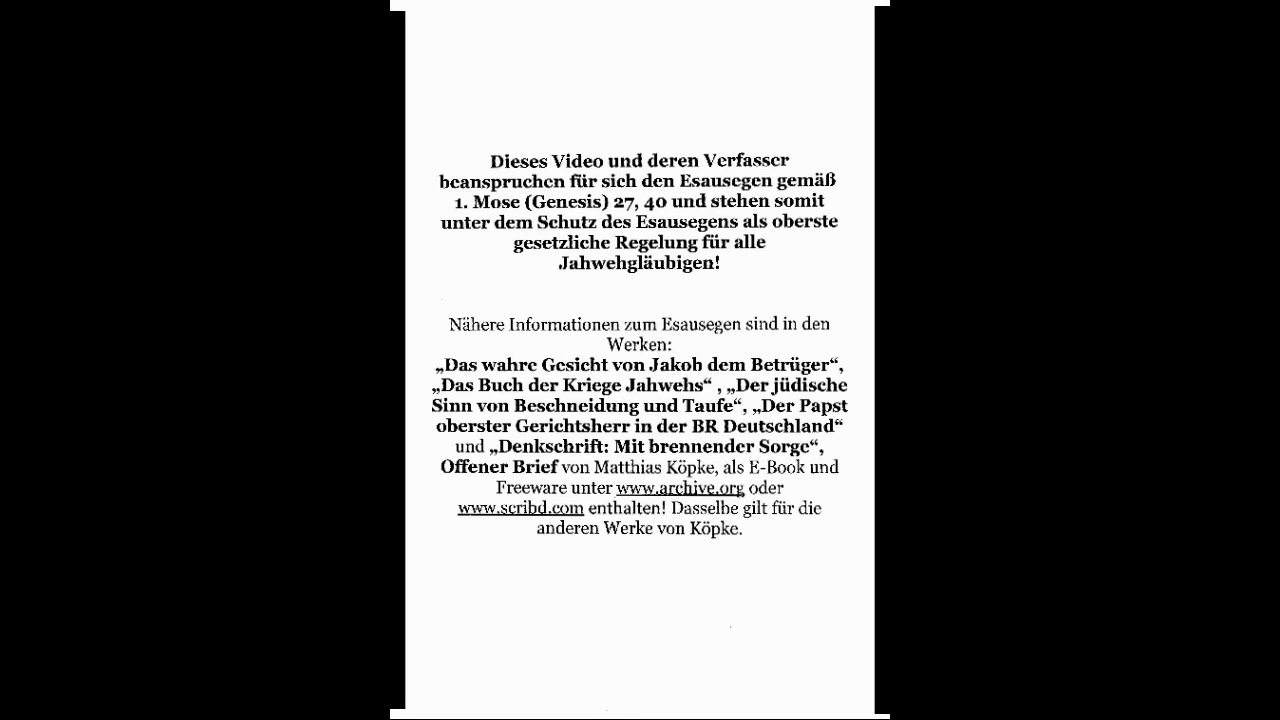 Dieses Video und deren Verfasser
beanspruchen für sich den Esausegen gemäß
1. Mose (Genesis) 27, 40 und stehen somit
unter dem Schutz des Esausegens als oberste
gesetzliche Regelung für alle
Jahwehgläubigen!
Nähere Informationen zum Esausegen sind in den
Werken:
„Das wahre Gesicht von Jakob dem Betrüger“,
„Das Buch der Kriege Jahwehs“ , „Der jüdische
Sinn von Beschneidung und Taufe“, „Der Papst
oberster Gerichtsherr in der BR Deutschland“
und „Denkschrift: Mit brennender Sorge“,
Offener Brief von Matthias Köpke, als E-Book und
Freeware unter www.archive.org oder
www.scribd.com enthalten! Dasselbe gilt für die
anderen Werke von Köpke.